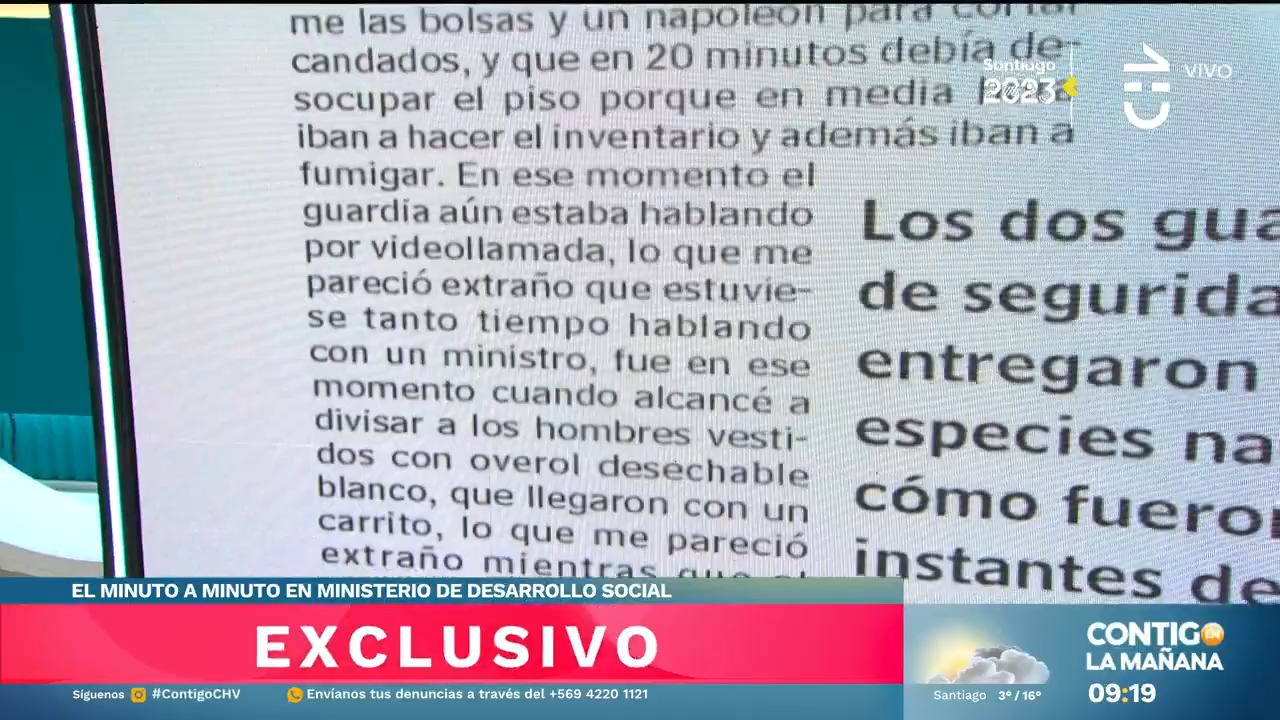 me las bolsas y un napoleón para cortar
candados, y que en 20 minutos debía de-
socupar el piso porque en media
iban a hacer el inventario y además iban a
fumigar. En ese momento el
guardia aún estaba hablando
por videollamada, lo que me
pareció extraño que estuvie-
se tanto tiempo hablando
con un ministro, fue en ese
momento cuando alcancé a
divisar a los hombres vesti-
dos con overol desechable
blanco, que llegaron con un
carrito, lo que me pareció
extraño mientras que el
Los dos gua
de segurida
entregaron
especies na
cómo fuero
instantes de
Santiago
2023
VIVO
EL MINUTO A MINUTO EN MINISTERIO DE DESARROLLO SOCIAL
EXCLUSIVO
Síguenos #ContigoCHV Envíanos tus denuncias a través del +569 4220 1121
Santiago 3° / 16°
CONTIGO EN
LA MAÑANA
09:19